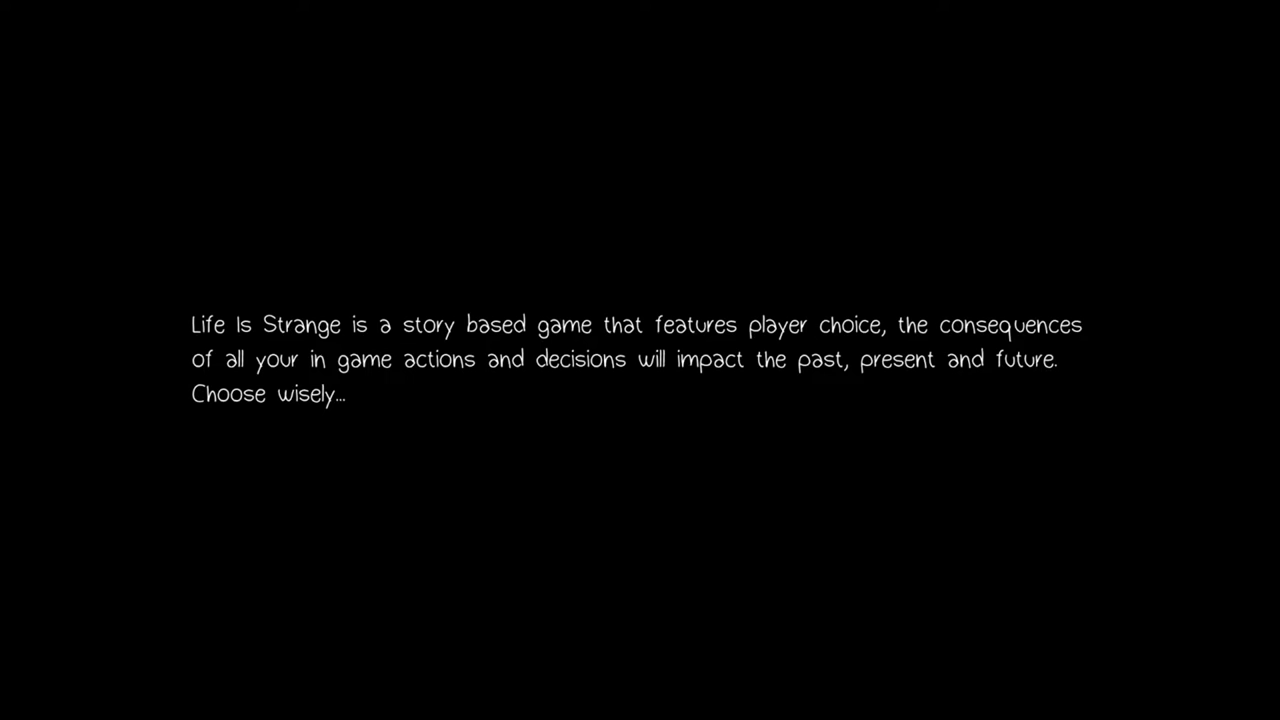 Life Is Strange is a story based game that features player choice, the consequences
of all your in game actions and decisions will impact the past, present and future.
Choose wisely...